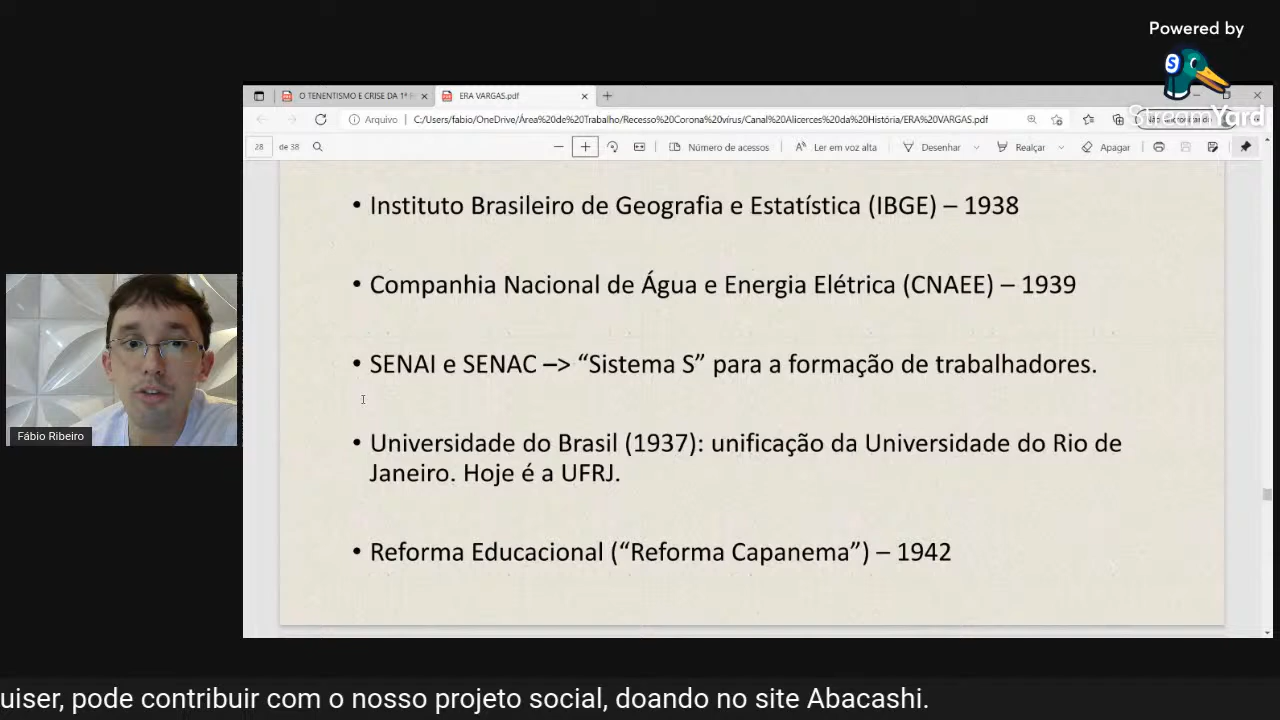 Powered by
S
StreamYard
O TENENTISMO E CRISE DA 1ª
ERA VARGAS.pdf
Arquivo
C:/Users/fabio/OneDrive/Área%20de%20Trabalho/Recesso%20Corona%20vírus/Canal%20Alicerces%20da%20História/ERA%20VARGAS.pdf
28 de 38
Número de acessos
Ler em voz alta
Desenhar
Realçar
Apagar
• Instituto Brasileiro de Geografia e Estatística (IBGE) – 1938
• Companhia Nacional de Água e Energia Elétrica (CNAEE) – 1939
• SENAI e SENAC –> “Sistema S” para a formação de trabalhadores.
• Universidade do Brasil (1937): unificação da Universidade do Rio de
Janeiro. Hoje é a UFRJ.
• Reforma Educacional (“Reforma Capanema”) – 1942
Fábio Ribeiro
uiser, pode contribuir com o nosso projeto social, doando no site Abacashi.